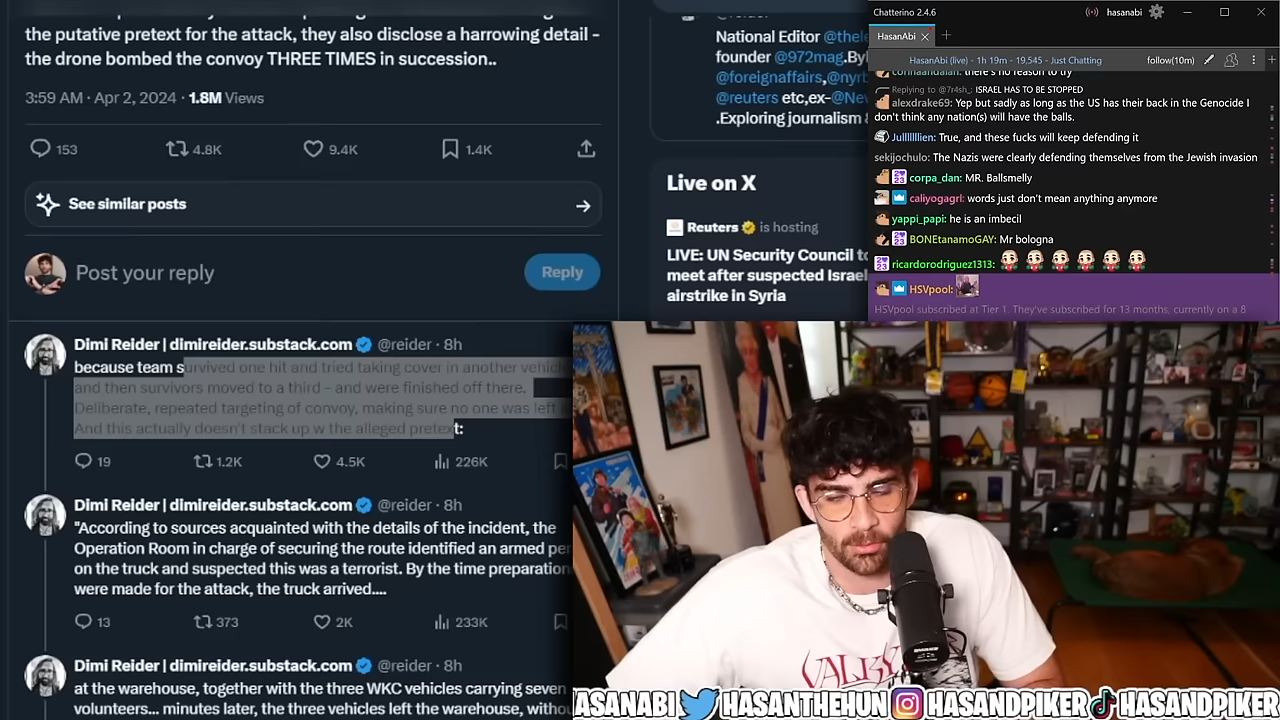 the putative pretext for the attack, they also disclose a harrowing detail -
the drone bombed the convoy THREE TIMES in succession..
3:59 AM · Apr 2, 2024 · 1.8M Views
153 4.8K 9.4K 1.4K
See similar posts
Post your reply
Reply
Dimi Reider | dimireider.substack.com @reider · 8h
because team survived one hit and tried taking cover in another vehicle
and then survivors moved to a third - and were finished off there.
Deliberate, repeated targeting of convoy, making sure no one was left
And this actually doesn't stack up w the alleged pretext:
19 1.2K 4.5K 226K
Dimi Reider | dimireider.substack.com @reider · 8h
"According to sources acquainted with the details of the incident, the
Operation Room in charge of securing the route identified an armed per
on the truck and suspected this was a terrorist. By the time preparation
were made for the attack, the truck arrived....
13 373 2K 233K
Dimi Reider | dimireider.substack.com @reider · 8h
at the warehouse, together with the three WKC vehicles carrying seven
volunteers... minutes later, the three vehicles left the warehouse, withou
National Editor @thele
founder @972mag.By
@foreignaffairs,@nyrb
@reuters etc,ex-@New
.Exploring journalism &
Live on X
Reuters is hosting
LIVE: UN Security Council to
meet after suspected Israel
airstrike in Syria
Chatterino 2.4.6
hasanabi
HasanAbi
HasanAbi (live) - 1h 19m - 19,545 - Just Chatting
follow(10m)
corinnaandalan: there's no reason to try
Replying to @7r4sh_: ISRAEL HAS TO BE STOPPED
alexdrake69: Yep but sadly as long as the US has their back in the Genocide I
don't think any nation(s) will have the balls.
True, and these fucks will keep defending it
sekijochulo: The Nazis were clearly defending themselves from the Jewish invasion
corpa_dan: MR. Ballsmelly
caliyogagrl: words just don't mean anything anymore
yappi_papi: he is an imbecil
BONEtanamoGAY: Mr bologna
ricardorodriguez1313:
HSVpool:
HSVpool subscribed at Tier 1. They've subscribed for 13 months, currently on a 8
VALKY
ASANABI HASANTHEHUN HASANDPIKER HASANDPIKER